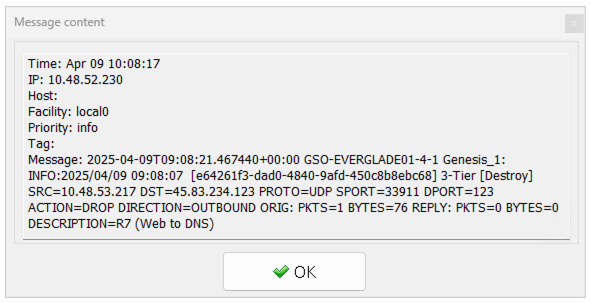 Message content
Time: Apr 09 10:08:17
IP: 10.48.52.230
Host:
Facility: local0
Priority: info
Tag:
Message: 2025-04-09T09:08:21.467440+00:00 GSO-EVERGLADE01-4-1 Genesis_1:
INFO:2025/04/09 09:08:07  [e64261f3-dad0-4840-9afd-450c8b8ebc68] 3-Tier [Destroy]
SRC=10.48.53.217 DST=45.83.234.123 PROTO=UDP SPORT=33911 DPORT=123
ACTION=DROP DIRECTION=OUTBOUND ORIG: PKTS=1 BYTES=76 REPLY: PKTS=0 BYTES=0
DESCRIPTION=R7 (Web to DNS)
OK